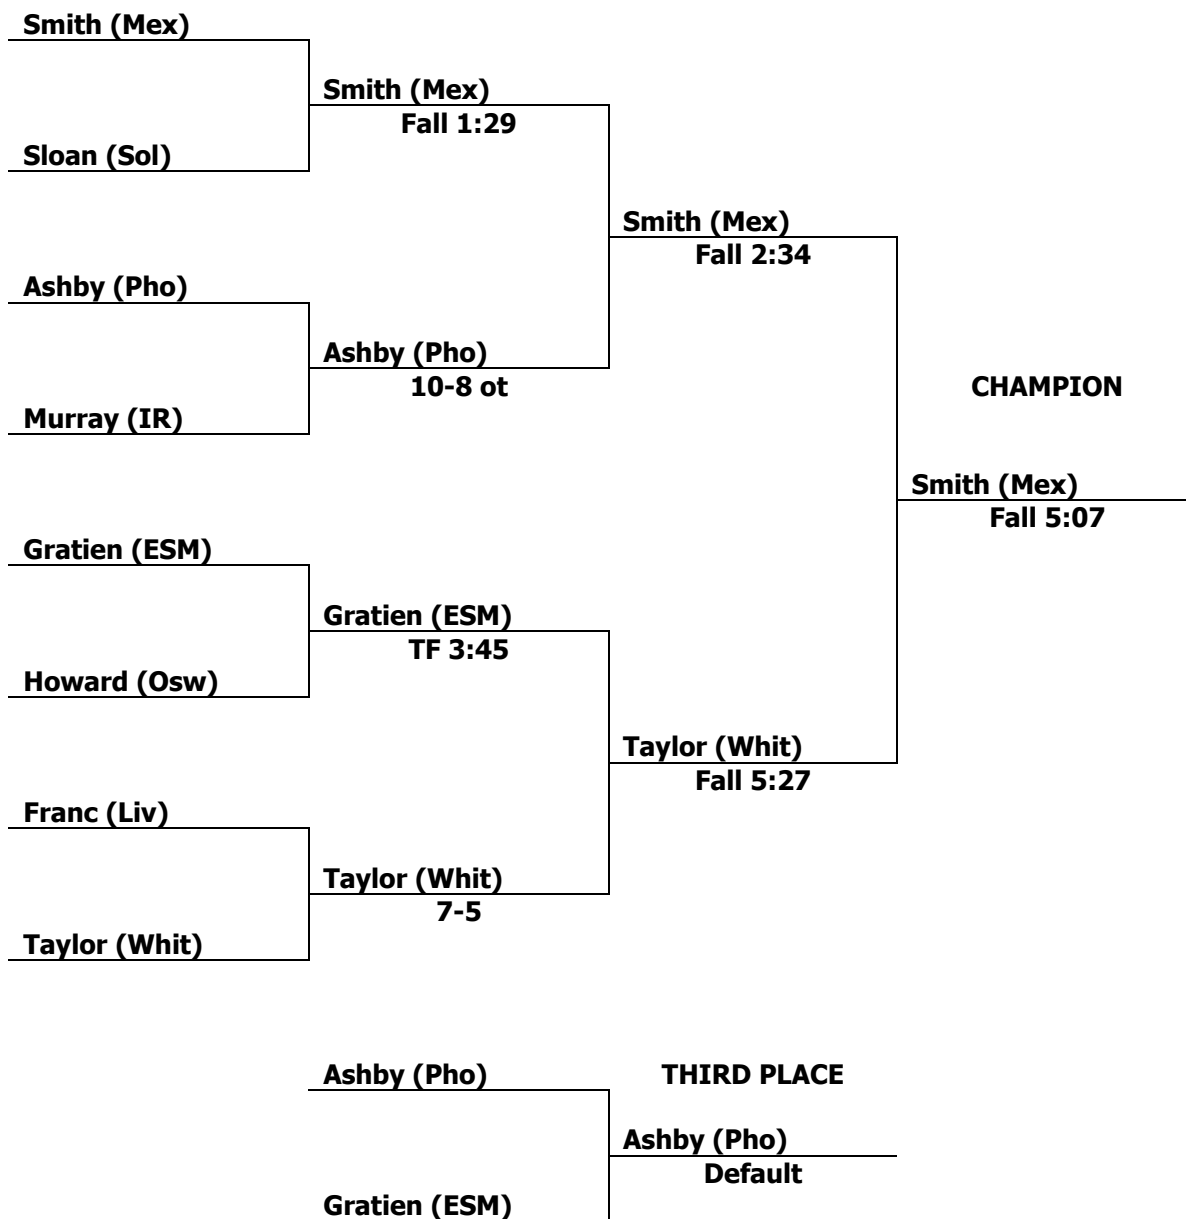 Smith (Mex)
Smith (Mex)
Fall 1:29
Sloan (Sol)
Smith (Mex)
Fall 2:34
Ashby (Pho)
Ashby (Pho)
10-8 ot
CHAMPION
Murray (IR)
Smith (Mex)
Fall 5:07
Gratien (ESM)
Gratien (ESM)
TF 3:45
Howard (Osw)
Taylor (Whit)
Fall 5:27
Franc (Liv)
Taylor (Whit)
7-5
Taylor (Whit)
Ashby (Pho)
THIRD PLACE
Ashby (Pho)
Default
Gratien (ESM)